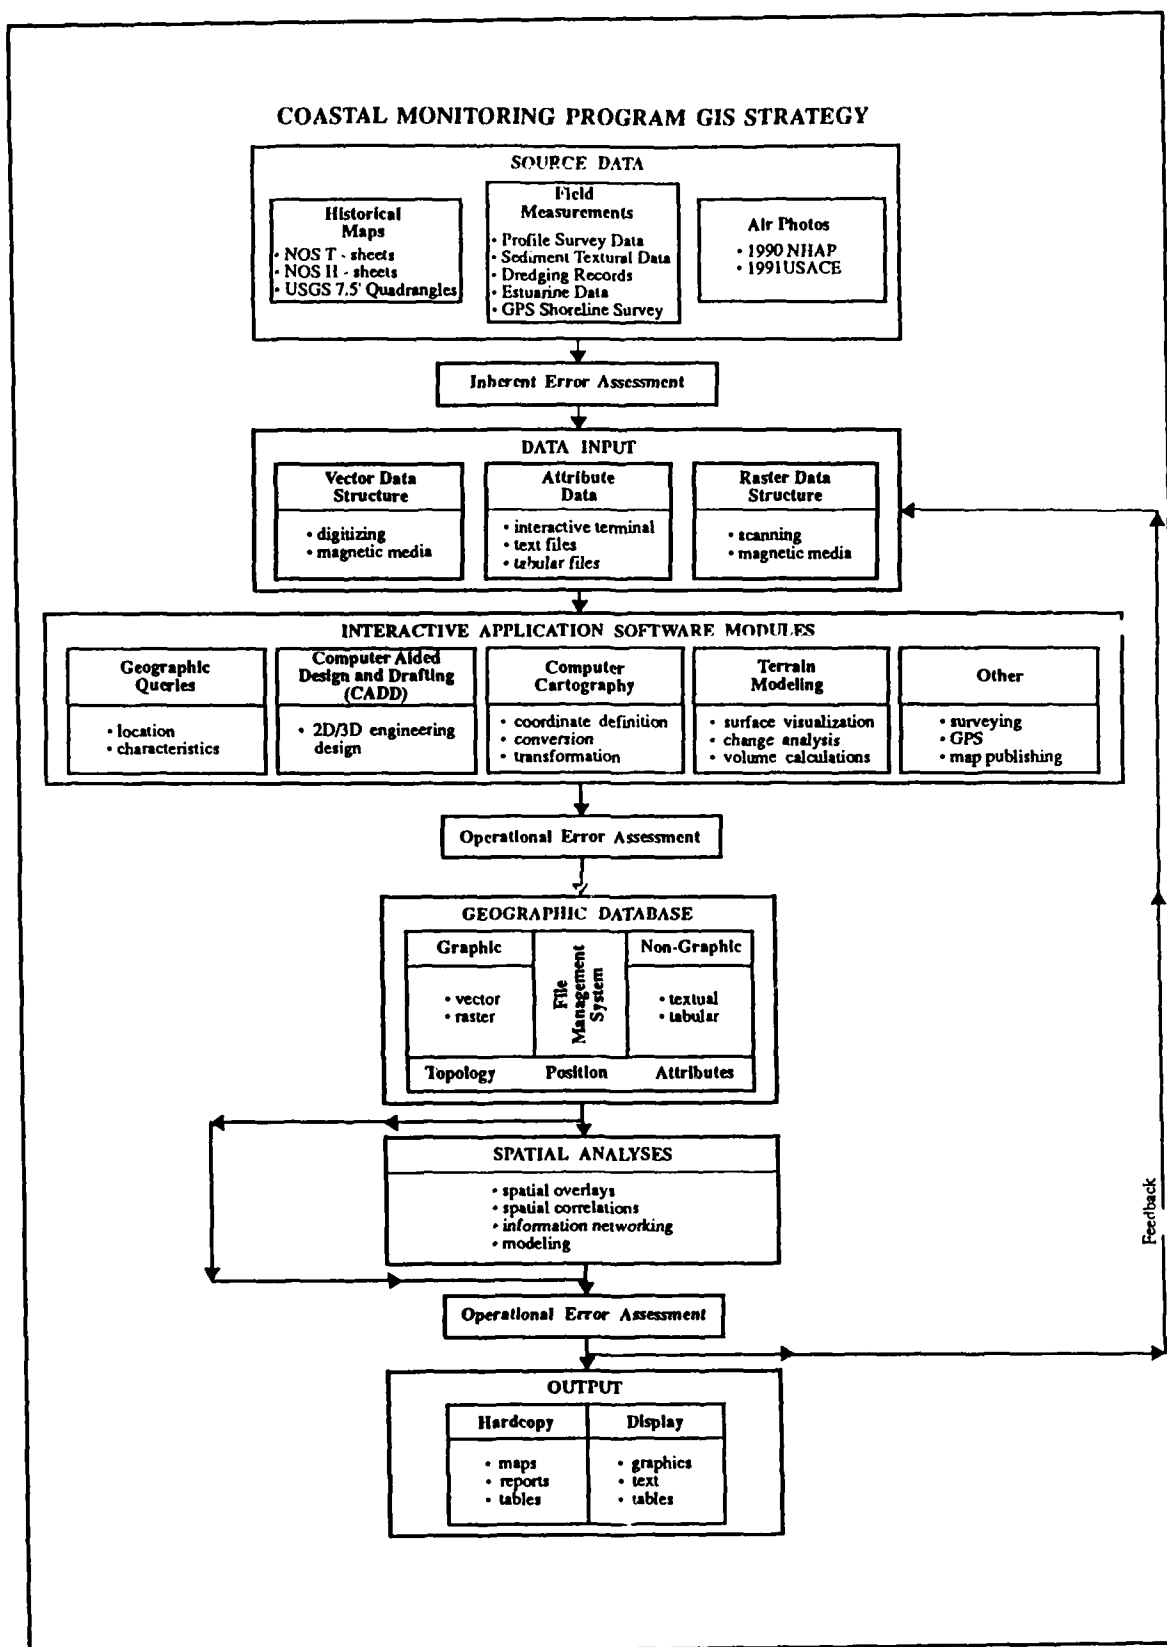 COASTAL MONITORING PROGRAM GIS STRATEGY
SOURCE DATA
Historical
Maps
• NOS T - sheets
• NOS H - sheets
• USGS 7.5' Quadrangles
Field
Measurements
• Profile Survey Data
• Sediment Textural Data
• Dredging Records
• Estuarine Data
• GPS Shoreline Survey
Air Photos
• 1990 NHAP
• 1991 USACE
Inherent Error Assessment
DATA INPUT
Vector Data
Structure
• digitizing
• magnetic media
Attribute
Data
• interactive terminal
• text files
• tabular files
Raster Data
Structure
• scanning
• magnetic media
INTERACTIVE APPLICATION SOFTWARE MODULES
Geographic
Queries
• location
• characteristics
Computer Aided
Design and Drafting
(CADD)
• 2D/3D engineering
design
Computer
Cartography
• coordinate definition
• conversion
• transformation
Terrain
Modeling
• surface visualization
• change analysis
• volume calculations
Other
• surveying
• GPS
• map publishing
Operational Error Assessment
GEOGRAPHIC DATABASE
Graphic
• vector
• raster
File
Management
System
Non-Graphic
• textual
• tabular
Topology Position Attributes
SPATIAL ANALYSES
• spatial overlays
• spatial correlations
• information networking
• modeling
Feedback
Operational Error Assessment
OUTPUT
Hardcopy
• maps
• reports
• tables
Display
• graphics
• text
• tables